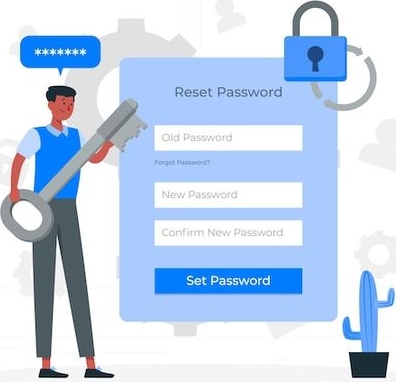 *******
Reset Password
Old Password
Forgot Password?
New Password
Confirm New Password
Set Password